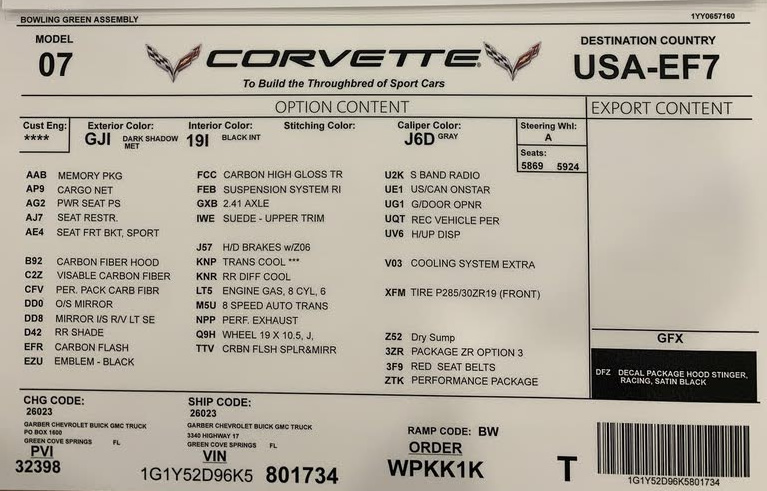 BOWLING GREEN ASSEMBLY
1YY0657160
MODEL
07
CORVETTE
To Build the Thoroughbred of Sport Cars
DESTINATION COUNTRY
USA-EF7
OPTION CONTENT
EXPORT CONTENT
Cust Eng:
****
Exterior Color:
GJI DARK SHADOW MET
Interior Color:
19I BLACK INT
Stitching Color:
Caliper Color:
J6D GRAY
Steering Whl:
A
Seats:
5869 5924
AAB MEMORY PKG
AP9 CARGO NET
AG2 PWR SEAT PS
AJ7 SEAT RESTR.
AE4 SEAT FRT BKT, SPORT
B92 CARBON FIBER HOOD
C2Z VISABLE CARBON FIBER
CFV PER. PACK CARB FIBR
DD0 O/S MIRROR
DD8 MIRROR I/S R/V LT SE
D42 RR SHADE
EFR CARBON FLASH
EZU EMBLEM - BLACK
FCC CARBON HIGH GLOSS TR
FEB SUSPENSION SYSTEM RI
GXB 2.41 AXLE
IWE SUEDE - UPPER TRIM
J57 H/D BRAKES w/Z06
KNP TRANS COOL ***
KNR RR DIFF COOL
LT5 ENGINE GAS, 8 CYL, 6
M5U 8 SPEED AUTO TRANS
NPP PERF. EXHAUST
Q9H WHEEL 19 X 10.5, J,
TTV CRBN FLSH SPLR&MIRR
U2K S BAND RADIO
UE1 US/CAN ONSTAR
UG1 G/DOOR OPNR
UQT REC VEHICLE PER
UV6 H/UP DISP
V03 COOLING SYSTEM EXTRA
XFM TIRE P285/30ZR19 (FRONT)
Z52 Dry Sump
3ZR PACKAGE ZR OPTION 3
3F9 RED SEAT BELTS
ZTK PERFORMANCE PACKAGE
GFX
DFZ DECAL PACKAGE HOOD STINGER,
RACING, SATIN BLACK
CHG CODE:
26023
GARBER CHEVROLET BUICK GMC TRUCK
PO BOX 1600
GREEN COVE SPRINGS FL
PVI
32398
SHIP CODE:
26023
GARBER CHEVROLET BUICK GMC TRUCK
3340 HIGHWAY 17
GREEN COVE SPRINGS FL
VIN
1G1Y52D96K5 801734
RAMP CODE: BW
ORDER
WPKK1K
T
1G1Y52D96K5801734